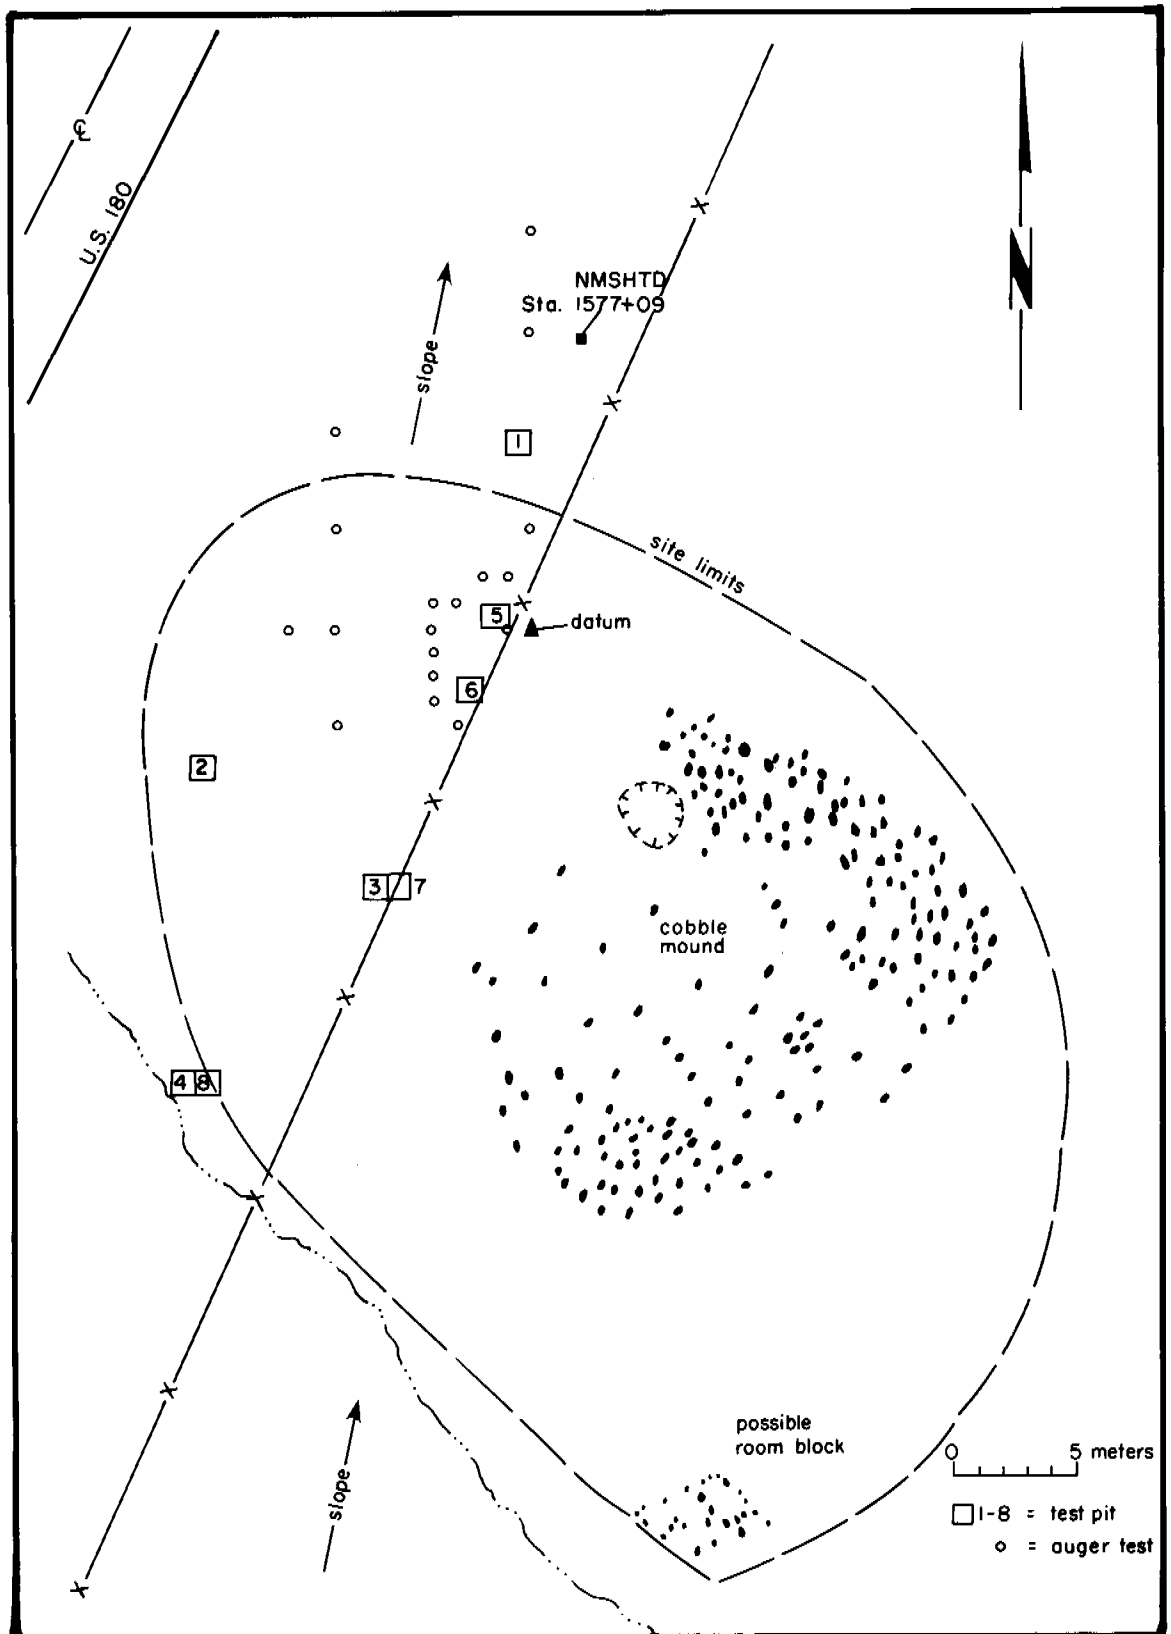 ℄
U.S. 180
N
NMSHTD
Sta. 1577+09
slope
1
site limits
5
datum
6
2
3 7
cobble
mound
4 8
possible
room block
0 5 meters
slope
1-8 = test pit
o = auger test